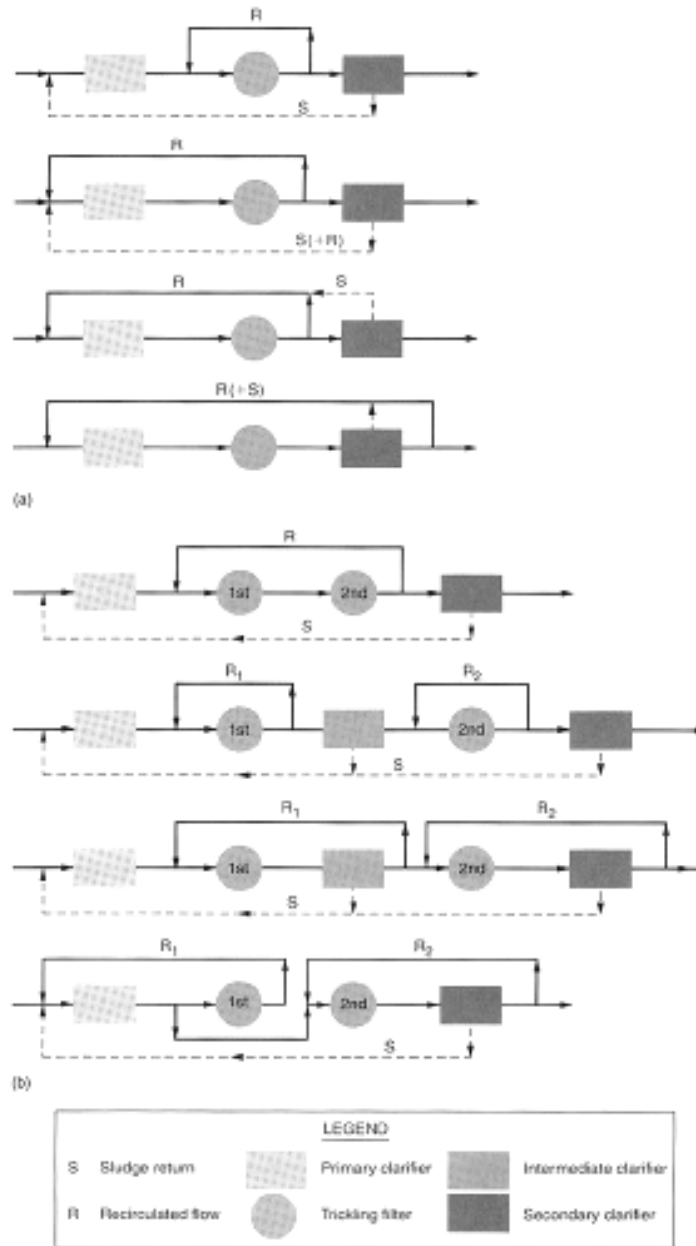 R
S
R
S(+R)
R
S
R(+S)
(a)
R
1st
2nd
S
R₁
R₂
1st
2nd
S
R₁
R₂
1st
2nd
S
R₁
R₂
1st
2nd
S
(b)
LEGEND
S Sludge return Primary clarifier Intermediate clarifier
R Recirculated flow Trickling filter Secondary clarifier